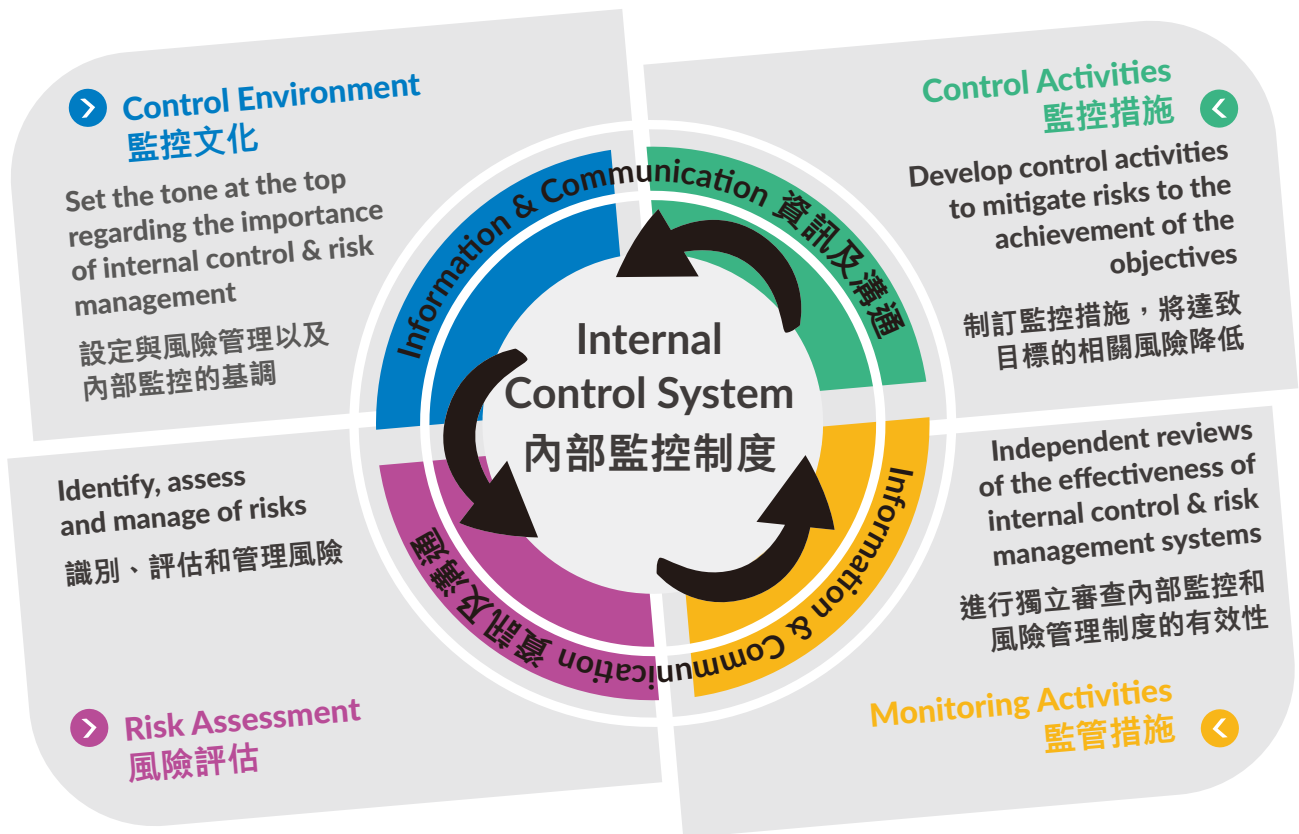 Control Environment
監控文化
Set the tone at the top
regarding the importance
of internal control & risk
management
設定與風險管理以及
內部監控的基調
Control Activities
監控措施
Develop control activities
to mitigate risks to the
achievement of the
objectives
制訂監控措施，將達致
目標的相關風險降低
Information & Communication 資訊及溝通
Internal
Control System
內部監控制度
Information & Communication 資訊及溝通
Identify, assess
and manage of risks
識別、評估和管理風險
Risk Assessment
風險評估
Independent reviews
of the effectiveness of
internal control & risk
management systems
進行獨立審查內部監控和
風險管理制度的有效性
Monitoring Activities
監管措施